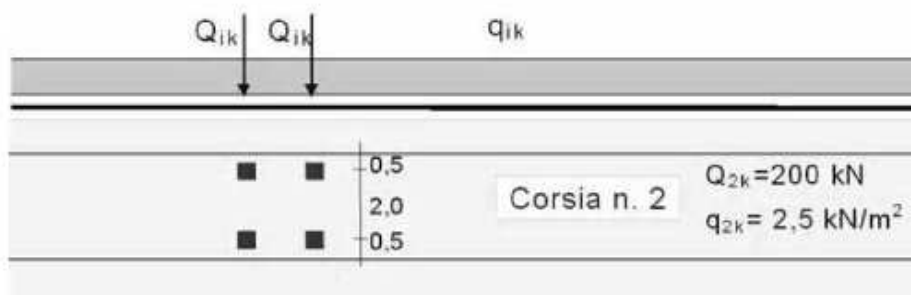 Qik Qik qik
0,5
2,0
0,5
Corsia n. 2
Q2k=200 kN
q2k= 2,5 kN/m²